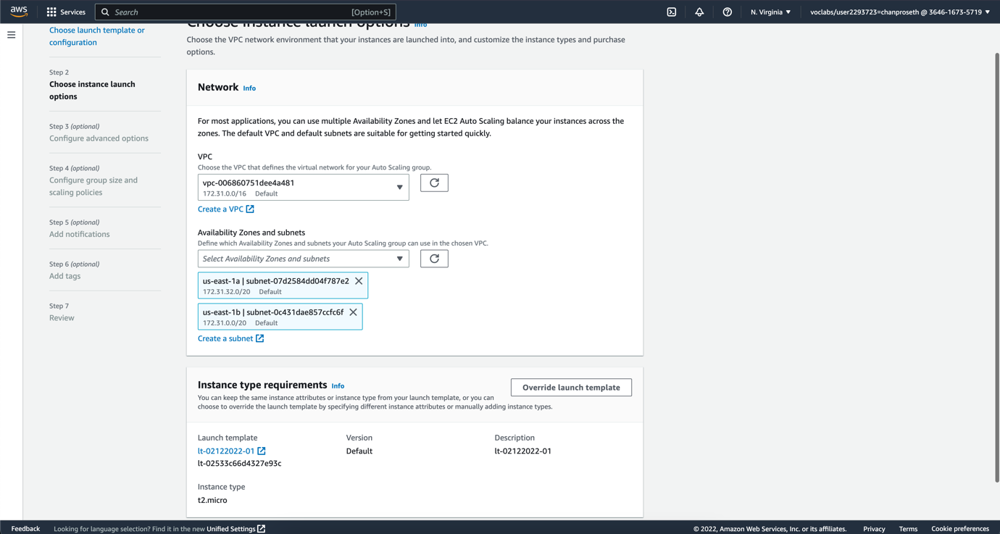 aws
Services
Search
[Option+S]
N. Virginia
voclabs/user2293723=chanproseth @ 3646-1673-5719
Choose launch template or
configuration
Step 2
Choose instance launch
options
Step 3 (optional)
Configure advanced options
Step 4 (optional)
Configure group size and
scaling policies
Step 5 (optional)
Add notifications
Step 6 (optional)
Add tags
Step 7
Review
Choose instance launch options Info
Choose the VPC network environment that your instances are launched into, and customize the instance types and purchase
options.
Network Info
For most applications, you can use multiple Availability Zones and let EC2 Auto Scaling balance your instances across the
zones. The default VPC and default subnets are suitable for getting started quickly.
VPC
Choose the VPC that defines the virtual network for your Auto Scaling group.
vpc-006860751dee4a481
172.31.0.0/16 Default
Create a VPC
Availability Zones and subnets
Define which Availability Zones and subnets your Auto Scaling group can use in the chosen VPC.
Select Availability Zones and subnets
us-east-1a | subnet-07d2584dd04f787e2
172.31.32.0/20 Default
us-east-1b | subnet-0c431dae857ccfc6f
172.31.0.0/20 Default
Create a subnet
Instance type requirements Info
Override launch template
You can keep the same instance attributes or instance type from your launch template, or you can
choose to override the launch template by specifying different instance attributes or manually adding instance types.
Launch template
lt-02122022-01
lt-02533c66d4327e93c
Version
Default
Description
lt-02122022-01
Instance type
t2.micro
Feedback
Looking for language selection? Find it in the new Unified Settings
© 2022, Amazon Web Services, Inc. or its affiliates.
Privacy
Terms
Cookie preferences